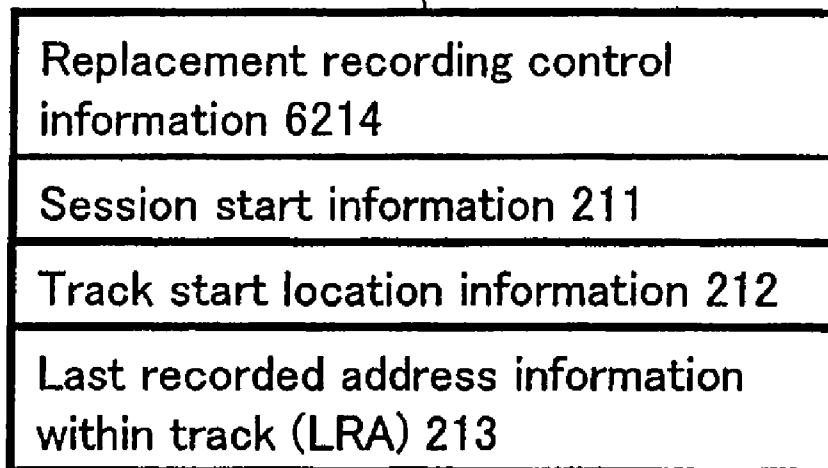 Replacement recording control
information 6214
Session start information 211
Track start location information 212
Last recorded address information
within track (LRA) 213